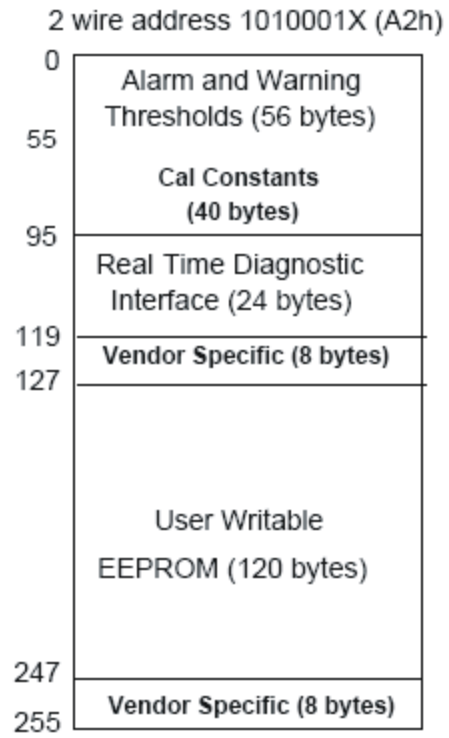 2 wire address 1010001X (A2h)
0
Alarm and Warning
Thresholds (56 bytes)
55
Cal Constants
(40 bytes)
95
Real Time Diagnostic
Interface (24 bytes)
119
Vendor Specific (8 bytes)
127
User Writable
EEPROM (120 bytes)
247
Vendor Specific (8 bytes)
255